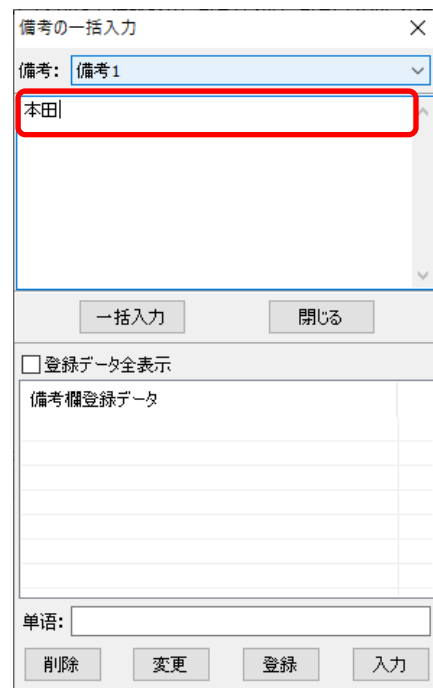 備考の一括入力
備考: 備考1
本田
一括入力 閉じる
登録データ全表示
備考欄登録データ
単语:
削除 変更 登録 入力